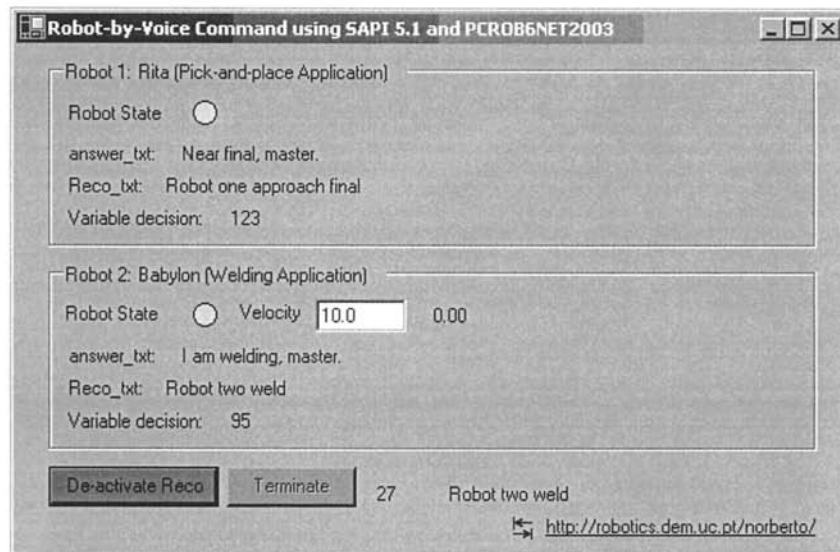 Robot-by-Voice Command using SAPI 5.1 and PCROB6NET2003
Robot 1: Rita (Pick-and-place Application)
Robot State
answer_txt: Near final, master.
Reco_txt: Robot one approach final
Variable decision: 123
Robot 2: Babylon (Welding Application)
Robot State Velocity 10.0 0.00
answer_txt: I am welding, master.
Reco_txt: Robot two weld
Variable decision: 95
De-activate Reco Terminate 27 Robot two weld
http://robotics.dem.uc.pt/norberto/